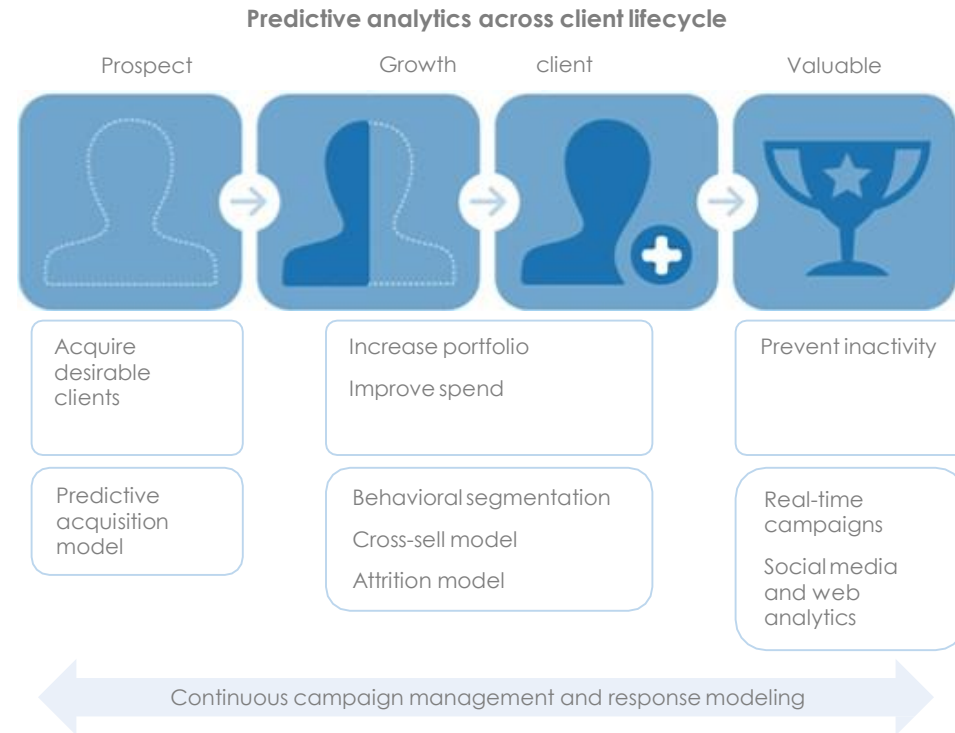 Predictive analytics across client lifecycle
Prospect
Growth client
Valuable
Acquire
desirable
clients
Increase portfolio
Improve spend
Prevent inactivity
Predictive
acquisition
model
Behavioral segmentation
Cross-sell model
Attrition model
Real-time
campaigns
Social media
and web
analytics
Continuous campaign management and response modeling